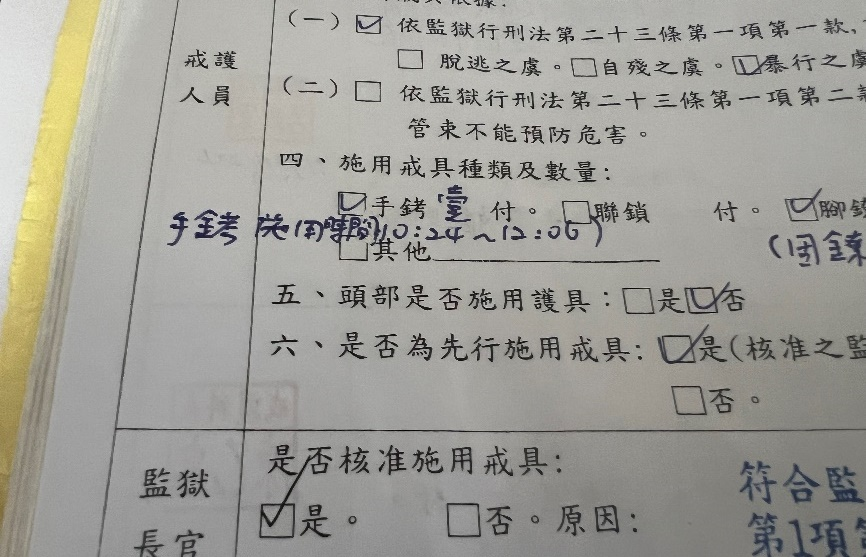 （一）☑ 依監獄行刑法第二十三條第一項第一款，
□ 脫逃之虞。□自殘之虞。☑暴行之虞
戒護人員
（二）□ 依監獄行刑法第二十三條第一項第二款
管束不能預防危害。
四、施用戒具種類及數量：
☑手銬 壹 付。□聯鎖 付。☑腳鐐
手銬施用時間10:24~12:06)
□其他
五、頭部是否施用護具：□是☑否
六、是否為先行施用戒具：☑是(核准之監
□否。
監獄長官
是否核准施用戒具：
☑是。 □否。原因：
符合監
第1項第